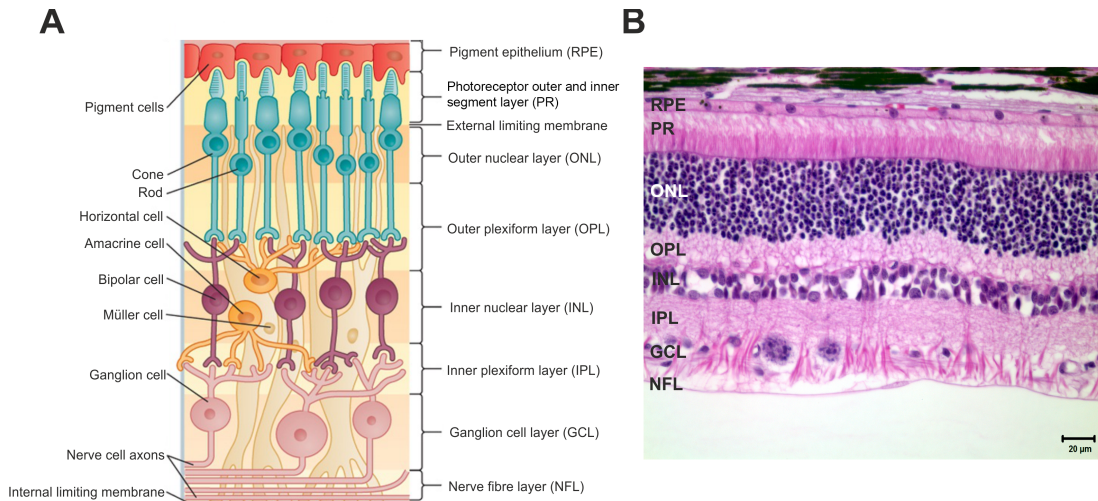 A
B
Pigment epithelium (RPE)
Photoreceptor outer and inner
segment layer (PR)
Pigment cells
External limiting membrane
Outer nuclear layer (ONL)
Cone
Rod
Horizontal cell
Outer plexiform layer (OPL)
Amacrine cell
Bipolar cell
Müller cell
Inner nuclear layer (INL)
Ganglion cell
Inner plexiform layer (IPL)
Ganglion cell layer (GCL)
Nerve cell axons
Nerve fibre layer (NFL)
Internal limiting membrane
RPE
PR
ONL
OPL
INL
IPL
GCL
NFL
20 µm